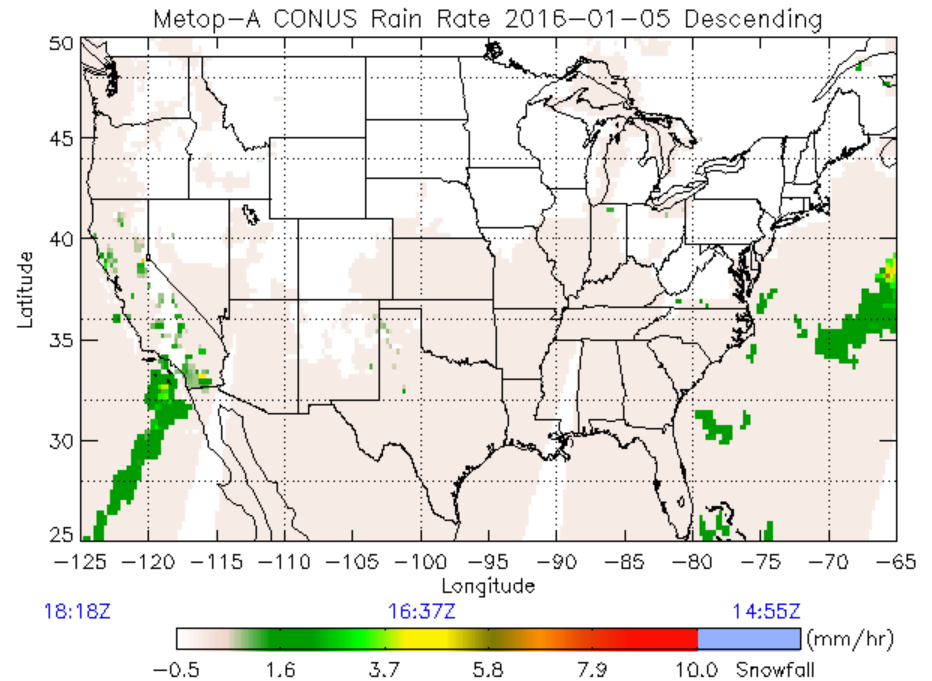 Metop-A CONUS Rain Rate 2016-01-05 Descending
50
45
40
35
30
25
Latitude
-125 -120 -115 -110 -105 -100 -95 -90 -85 -80 -75 -70 -65
Longitude
18:18Z 16:37Z 14:55Z
(mm/hr)
-0.5 1.6 3.7 5.8 7.9 10.0 Snowfall